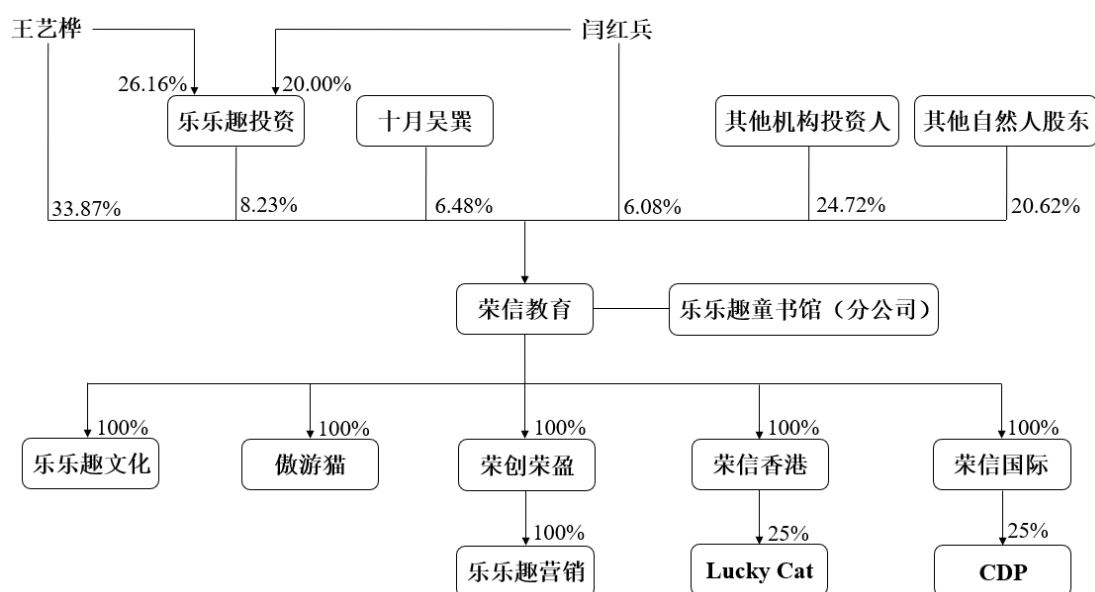 王艺桦
闫红兵
26.16%
20.00%
乐乐趣投资
十月吴巽
其他机构投资人
其他自然人股东
33.87%
8.23%
6.48%
6.08%
24.72%
20.62%
荣信教育
乐乐趣童书馆（分公司）
100%
100%
100%
100%
100%
乐乐趣文化
傲游猫
荣创荣盈
荣信香港
荣信国际
100%
25%
25%
乐乐趣营销
Lucky Cat
CDP